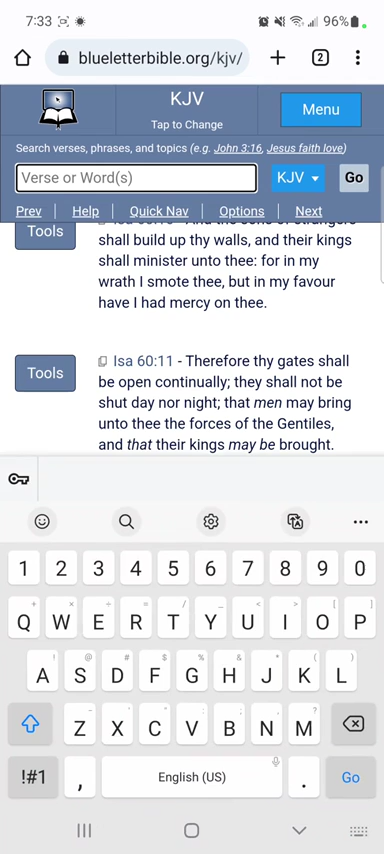 7:33 96%
blueletterbible.org/kjv/ 2
KJV
Tap to Change
Menu
Search verses, phrases, and topics (e.g. John 3:16, Jesus faith love)
Verse or Word(s) KJV Go
Prev Help Quick Nav Options Next
Tools
shall build up thy walls, and their kings
shall minister unto thee: for in my
wrath I smote thee, but in my favour
have I had mercy on thee.
Tools
Isa 60:11 - Therefore thy gates shall
be open continually; they shall not be
shut day nor night; that men may bring
unto thee the forces of the Gentiles,
and that their kings may be brought.
1 2 3 4 5 6 7 8 9 0
Q W E R T Y U I O P
A S D F G H J K L
Z X C V B N M
!#1 , English (US) . Go